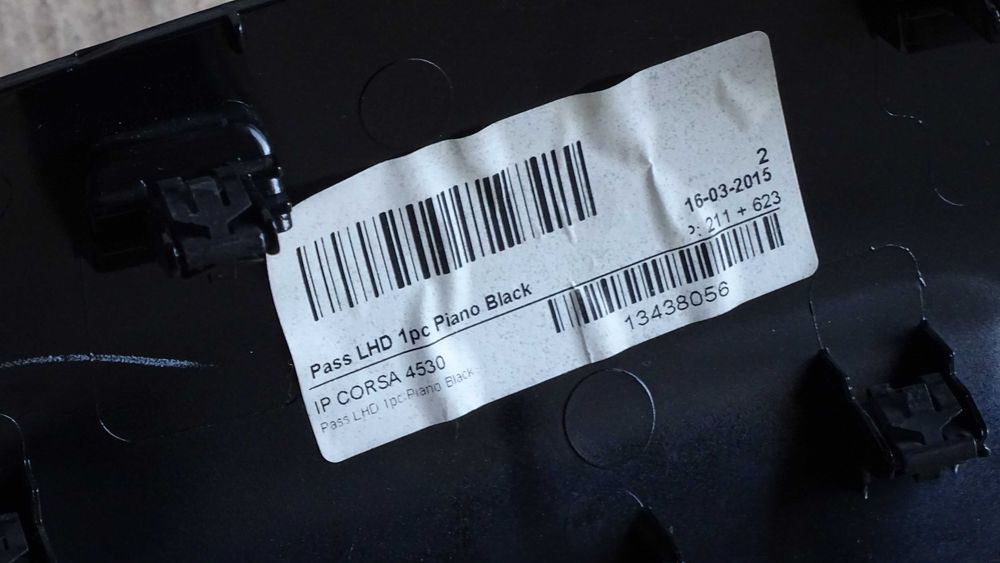 2
16-03-2015
: 211 + 623
Pass LHD 1pc Piano Black
13438056
IP CORSA 4530
Pass LHD 1pc Piano Black